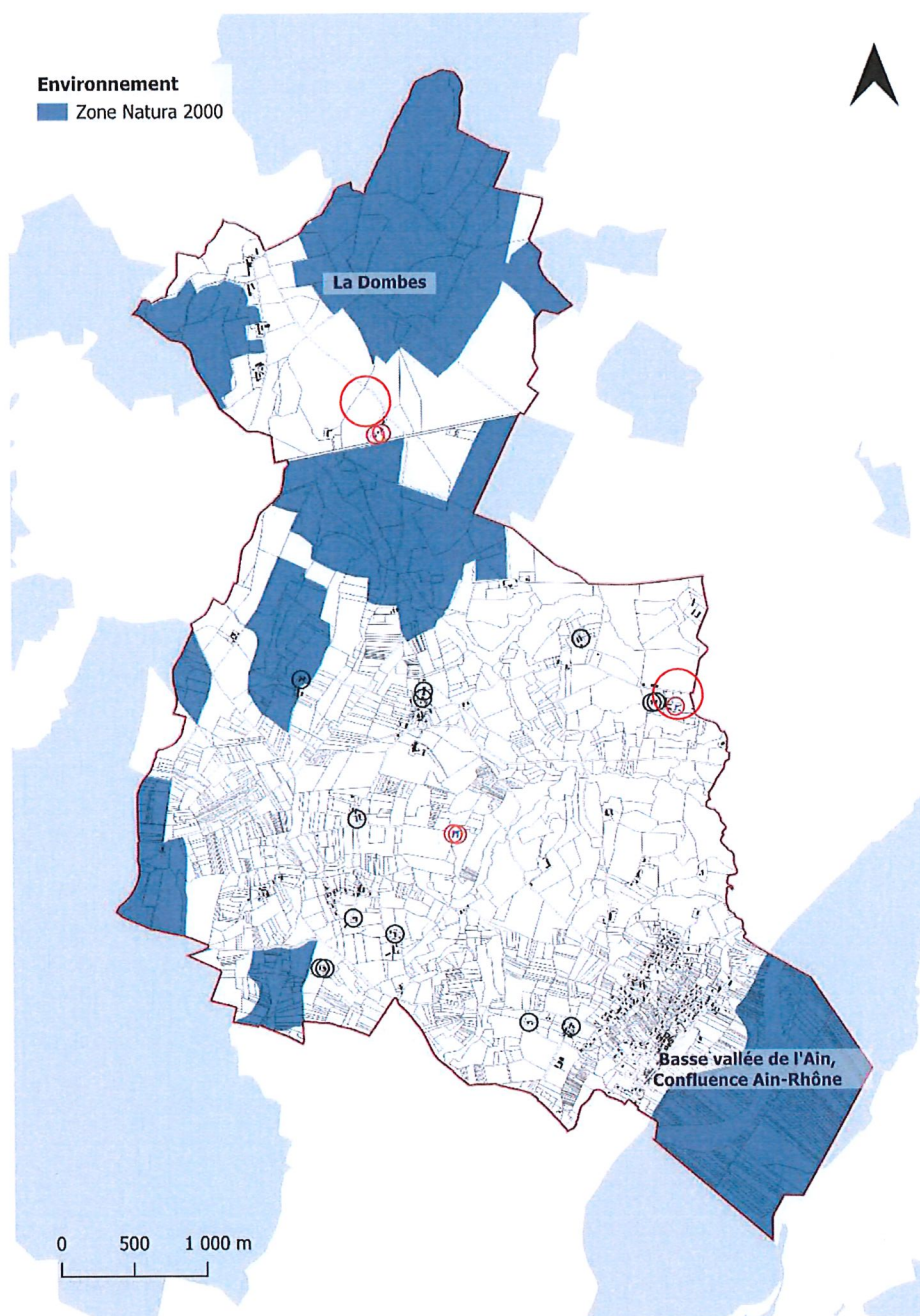 Environnement
Zone Natura 2000
La Dombes
Basse vallée de l'Ain,
Confluence Ain-Rhône
0 500 1 000 m